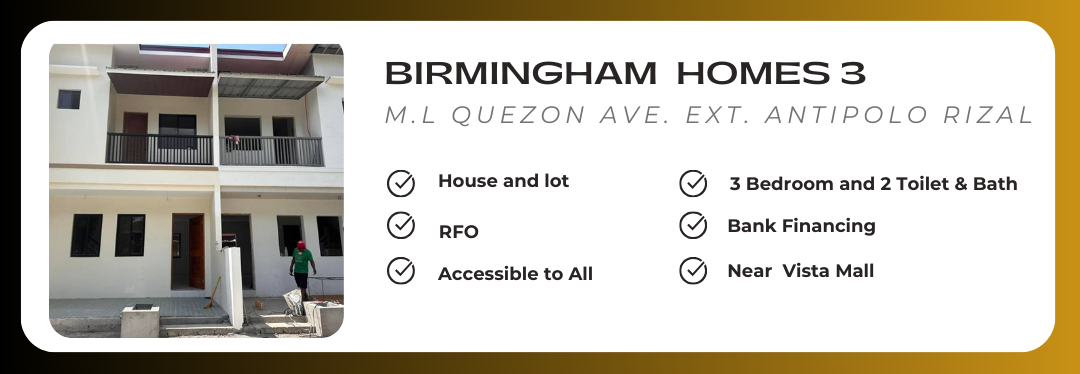 BIRMINGHAM HOMES 3
M.L QUEZON AVE. EXT. ANTIPOLO RIZAL
House and lot
RFO
Accessible to All
3 Bedroom and 2 Toilet & Bath
Bank Financing
Near Vista Mall